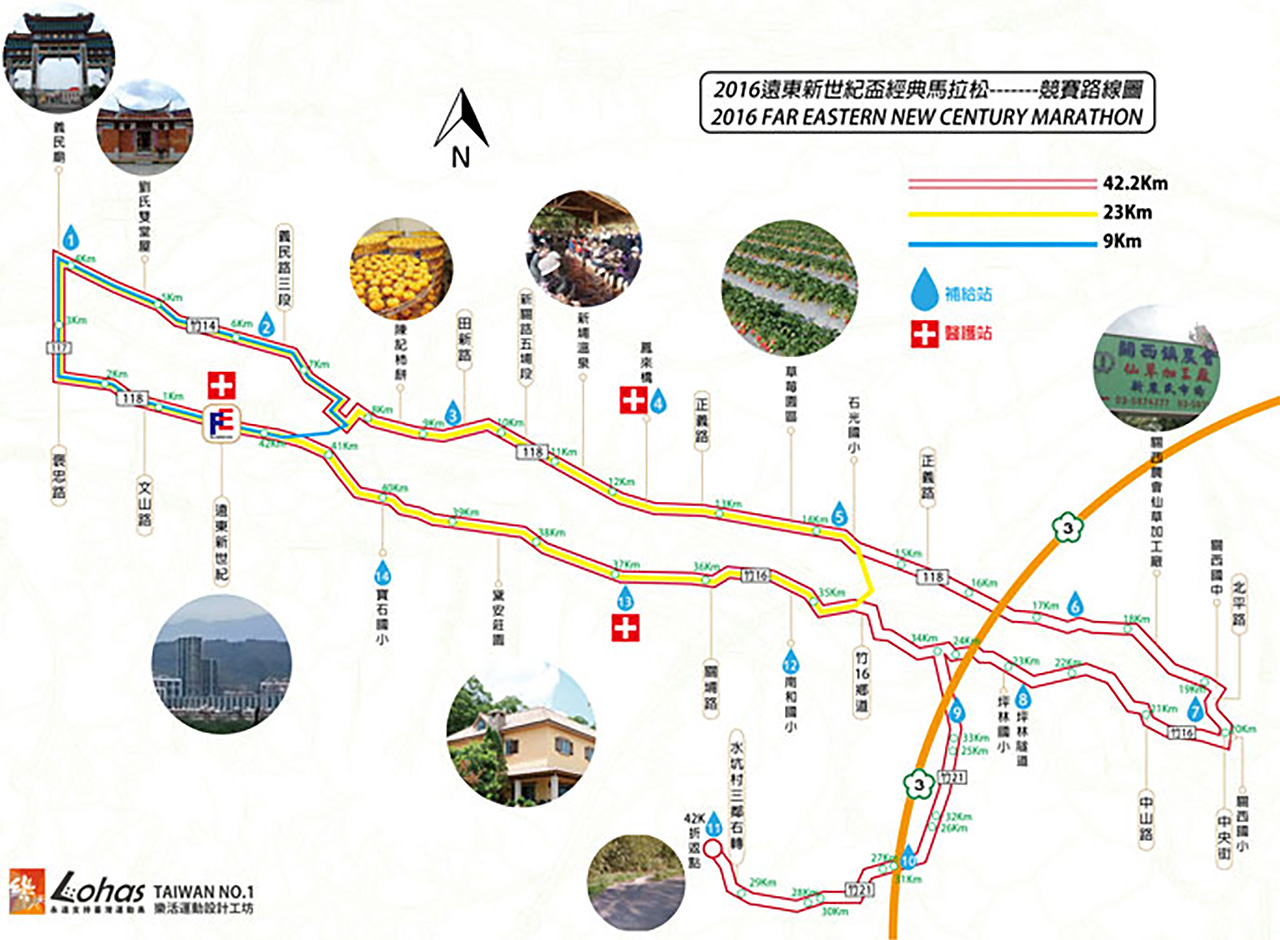 2016遠東新世紀盃經典馬拉松-------競賽路線圖
2016 FAR EASTERN NEW CENTURY MARATHON
42.2Km
23Km
9Km
補給站
醫護站
N
義民廟
劉氏雙堂屋
義民路三段
陳記柿餅
田新路
新關路五埔段
新埔溫泉
鳳來橋
正義路
草莓園區
石光國小
正義路
關西鎮農會
仙草加工廠
新農民市場
03-5874377
關西農會仙草加工廠
關西國中
北平路
1
4Km
5Km
竹14
6Km
2
7Km
3Km
117
2Km
118
1Km
FE
42Km
41Km
8Km
9Km
3
10Km
118
11Km
12Km
4
13Km
14Km
5
15Km
118
16Km
17Km
6
18Km
19Km
7
20Km
竹16
21Km
22Km
23Km
24Km
34Km
35Km
竹16
36Km
37Km
38Km
39Km
40Km
3
3
8
9
33Km
25Km
竹21
32Km
26Km
10
27Km
31Km
竹21
28Km
30Km
29Km
11
12
13
14
褒忠路
文山路
遠東新世紀
寶石國小
黛安莊園
關埔路
南和國小
竹16鄉道
坪林國小
坪林隧道
中山路
中央街
關西國小
水坑村三鄰右轉
42K
折返點
Lohas
永遠支持臺灣運動員
TAIWAN NO.1
樂活運動設計工坊